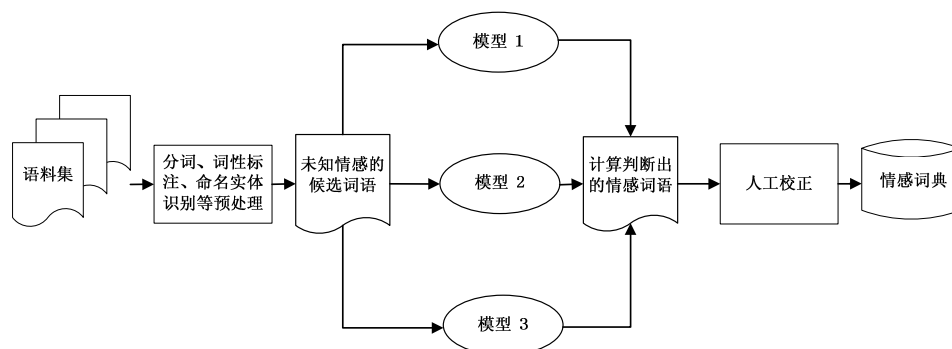 模型 1
语料集
分词、词性标
注、命名实体
识别等预处理
未知情感的
候选词语
模型 2
计算判断出
的情感词语
人工校正
情感词典
模型 3